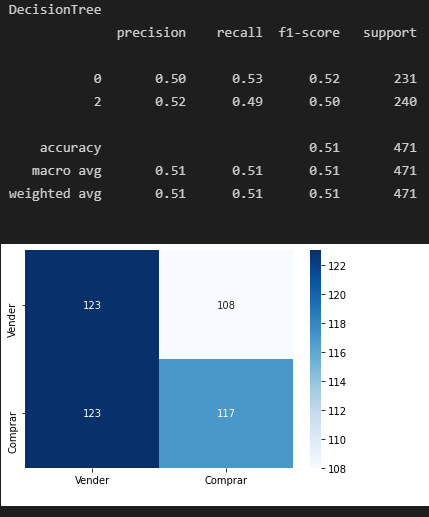 DecisionTree
precision recall f1-score support
0 0.50 0.53 0.52 231
2 0.52 0.49 0.50 240
accuracy 0.51 471
macro avg 0.51 0.51 0.51 471
weighted avg 0.51 0.51 0.51 471
Vender 123 108
Comprar 123 117
Vender Comprar
122
120
118
116
114
112
110
108